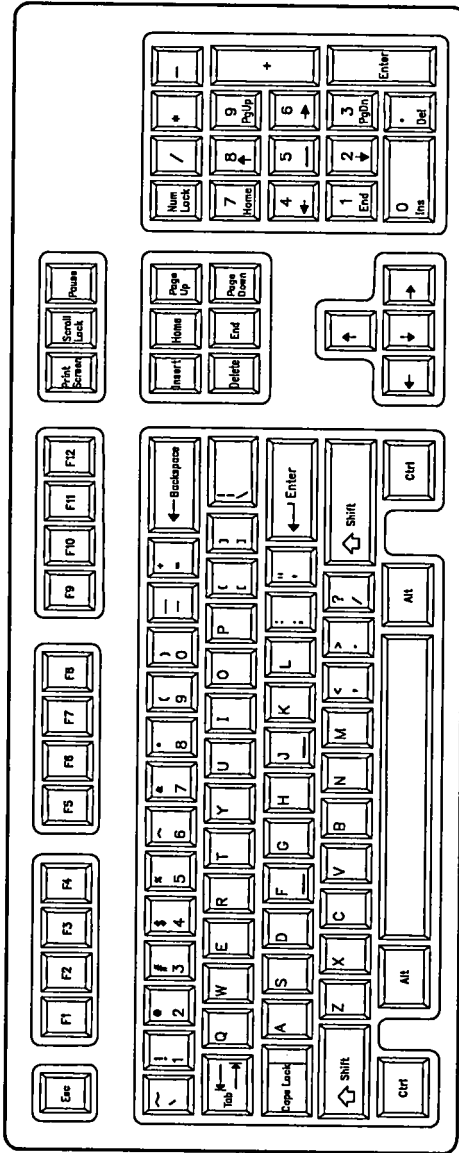 Esc F1 F2 F3 F4 F5 F6 F7 F8 F9 F10 F11 F12 Print Screen Scroll Lock Pause
~ ! @ # $ % ^ & * ( ) — + ← Backspace Insert Home Page Up Num Lock / * -
` 1 2 3 4 5 6 7 8 9 0 — =
Tab Q W E R T Y U I O P { } ¦ Delete End Page Down 7 8 9 +
[ ] \ Home ↑ PgUp
Caps Lock A S D F G H J K L : " ← Enter 4 5 6
; ' ← →
⇧ Shift Z X C V B N M < > ? ⇧ Shift ↑ 1 2 3 Enter
, . / End ↓ PgDn
Ctrl Alt Alt Ctrl ← ↓ → 0 .
Ins Del